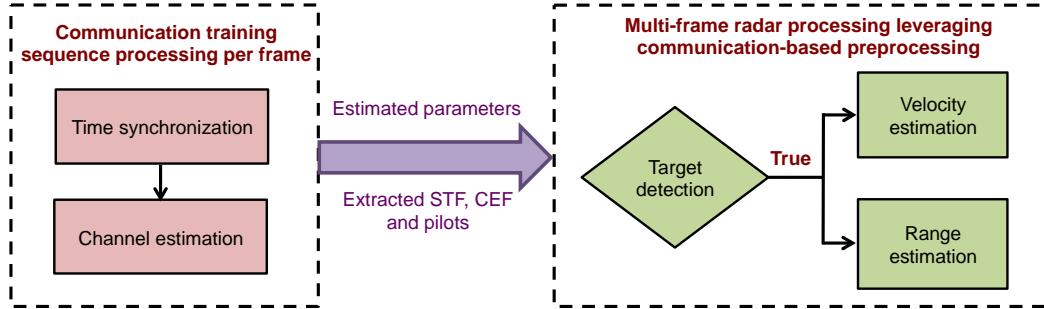 Communication training
sequence processing per frame
Time synchronization
Channel estimation
Estimated parameters
Extracted STF, CEF
and pilots
Multi-frame radar processing leveraging
communication-based preprocessing
Target
detection
True
Velocity
estimation
Range
estimation